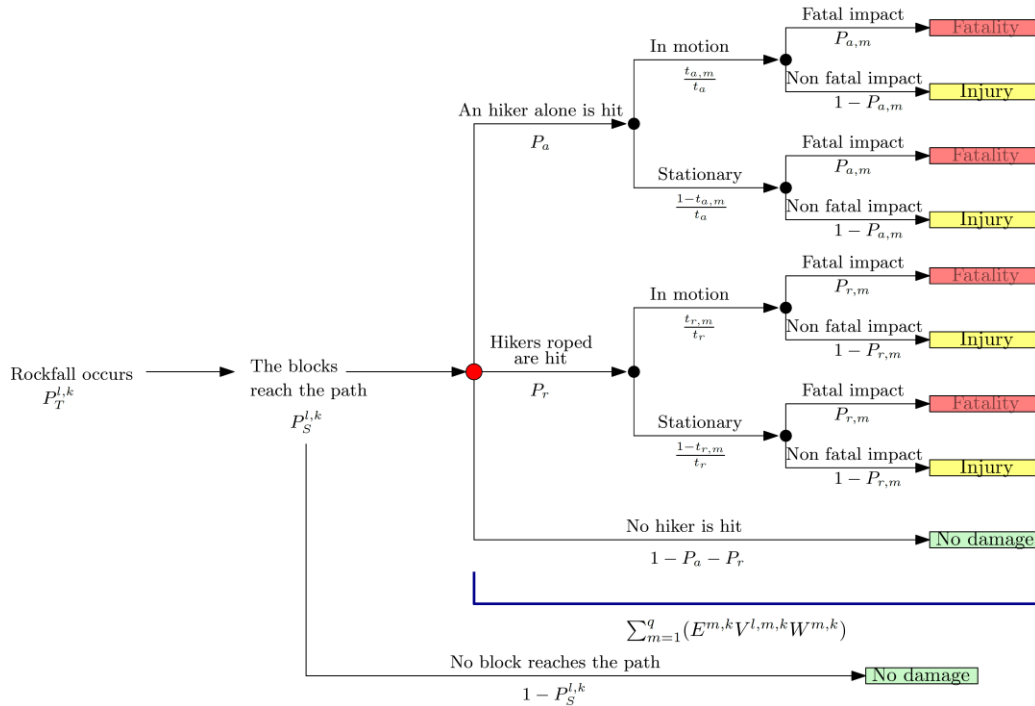 Fatal impact
P_{a,m}
Fatality
In motion
\frac{t_{a,m}}{t_a}
Non fatal impact
1 − P_{a,m}
Injury
An hiker alone is hit
P_a
Fatal impact
P_{a,m}
Fatality
Stationary
\frac{1−t_{a,m}}{t_a}
Non fatal impact
1 − P_{a,m}
Injury
Fatal impact
P_{r,m}
Fatality
In motion
\frac{t_{r,m}}{t_r}
Non fatal impact
1 − P_{r,m}
Injury
Hikers roped
are hit
P_r
Rockfall occurs
P_T^{l,k}
The blocks
reach the path
P_S^{l,k}
Fatal impact
P_{r,m}
Fatality
Stationary
\frac{1−t_{r,m}}{t_r}
Non fatal impact
1 − P_{r,m}
Injury
No hiker is hit
1 − P_a − P_r
No damage
\sum_{m=1}^{q}(E^{m,k}V^{l,m,k}W^{m,k})
No block reaches the path
1 − P_S^{l,k}
No damage